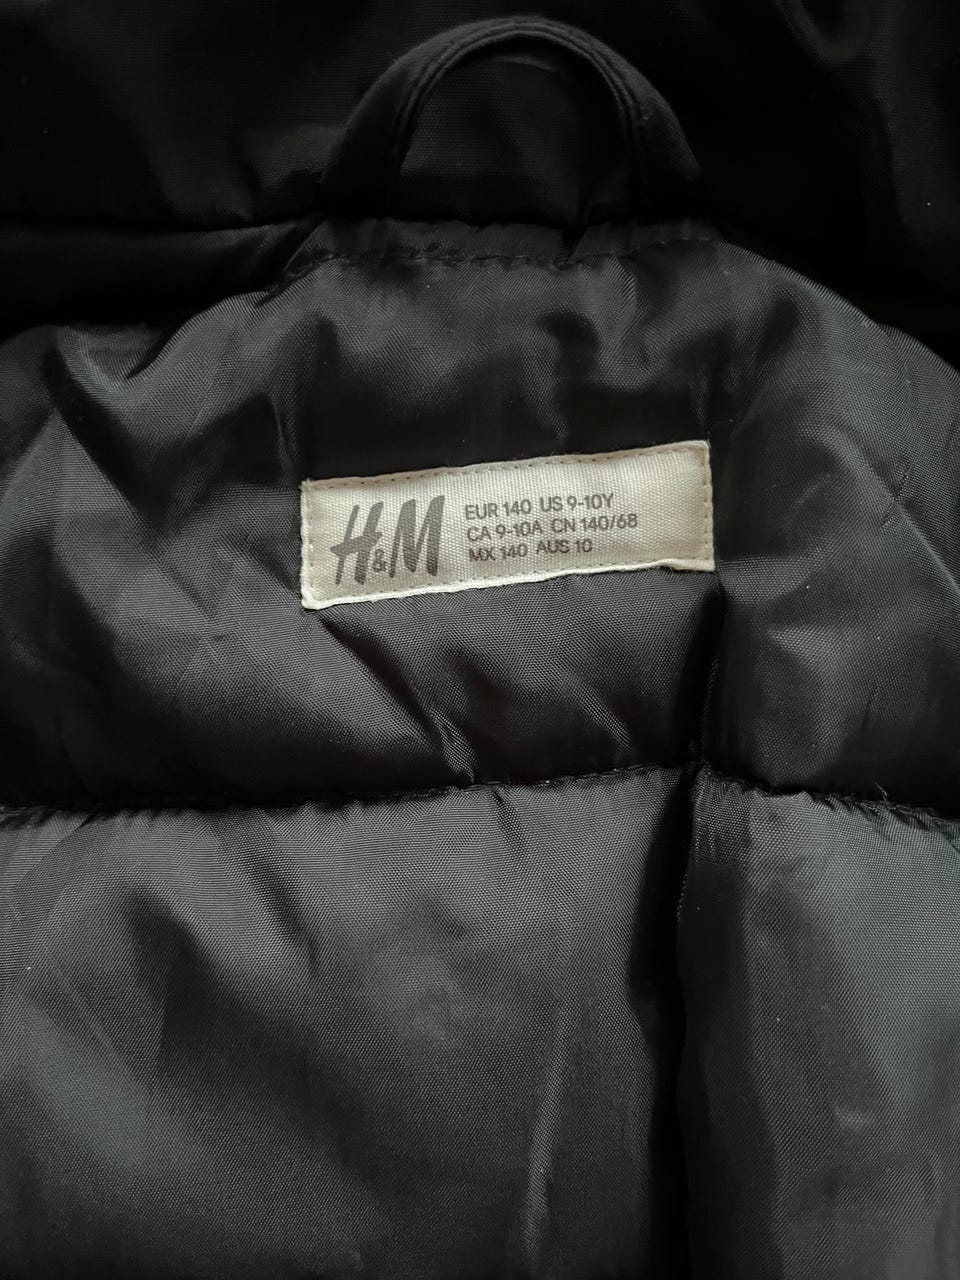 H&M
EUR 140 US 9-10Y
CA 9-10A CN 140/68
MX 140 AUS 10